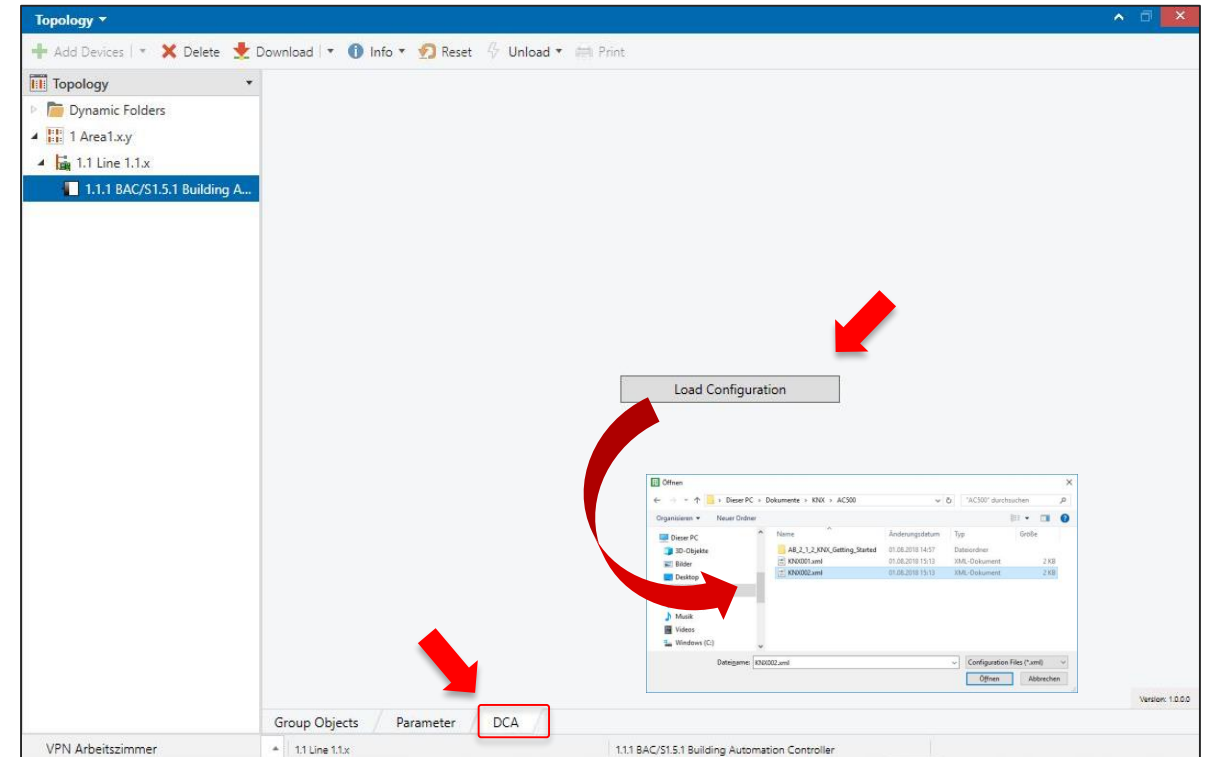 Topology
Add Devices Delete Download Info Reset Unload Print
Topology
Dynamic Folders
1 Area1.x.y
1.1 Line 1.1.x
1.1.1 BAC/S1.5.1 Building A...
Load Configuration
Öffnen
Dieser PC > Dokumente > KNX > AC500
"AC500" durchsuchen
Organisieren Neuer Ordner
Name Änderungsdatum Typ Größe
Dieser PC
3D-Objekte
Bilder
Desktop
Musik
Videos
Windows (C:)
AB_2_1_2_KNX_Getting_Started 01.08.2018 14:57 Dateiordner
KNX001.xml 01.08.2018 15:13 XML-Dokument 2 KB
KNX002.xml 01.08.2018 15:13 XML-Dokument 2 KB
Dateiname: KNX002.xml Configuration Files (*.xml)
Öffnen Abbrechen
Version: 1.0.0.0
Group Objects Parameter DCA
VPN Arbeitszimmer 1.1 Line 1.1.x 1.1.1 BAC/S1.5.1 Building Automation Controller